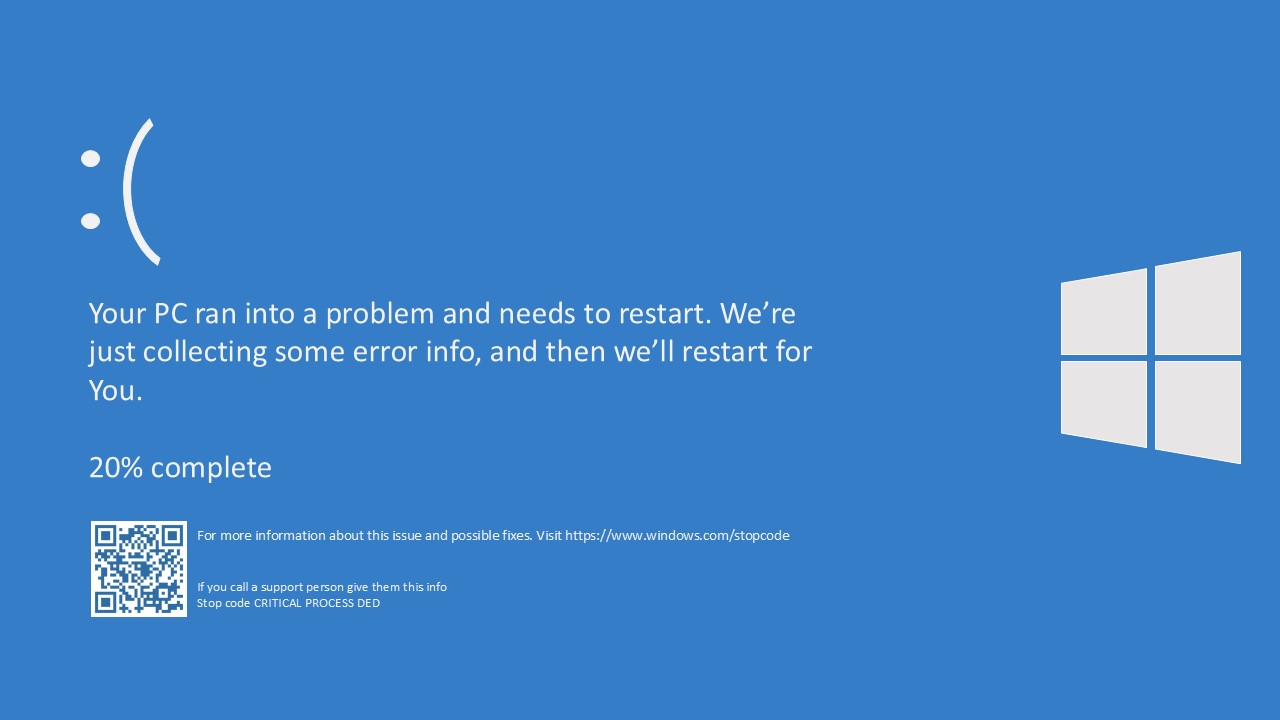 :(
Your PC ran into a problem and needs to restart. We’re
just collecting some error info, and then we’ll restart for
You.
20% complete
For more information about this issue and possible fixes. Visit https://www.windows.com/stopcode
If you call a support person give them this info
Stop code CRITICAL PROCESS DED